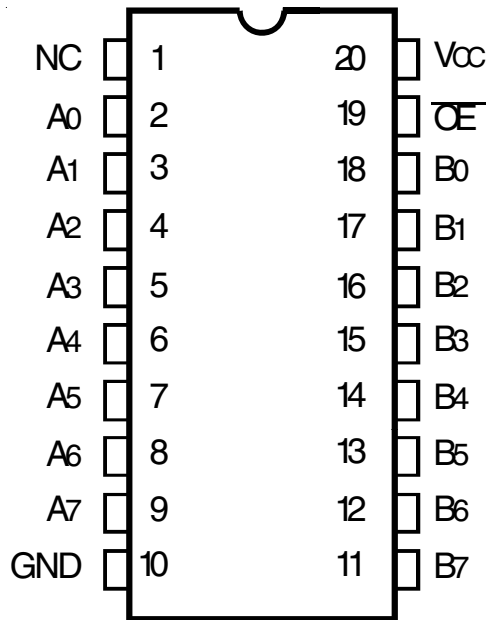 NC 1 20 VCC
A0 2 19 OE
A1 3 18 B0
A2 4 17 B1
A3 5 16 B2
A4 6 15 B3
A5 7 14 B4
A6 8 13 B5
A7 9 12 B6
GND 10 11 B7